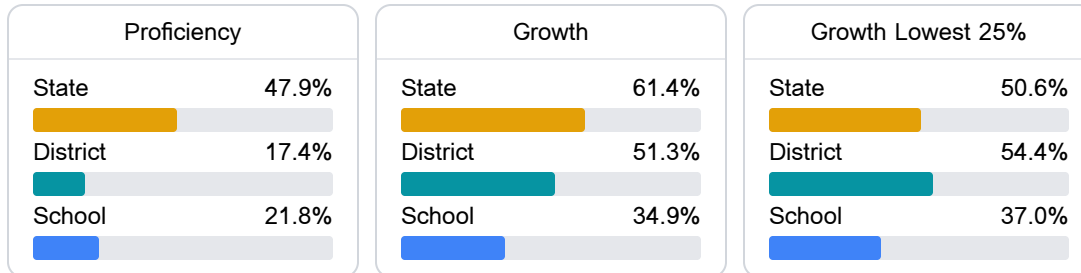 Proficiency
State 47.9%
District 17.4%
School 21.8%
Growth
State 61.4%
District 51.3%
School 34.9%
Growth Lowest 25%
State 50.6%
District 54.4%
School 37.0%